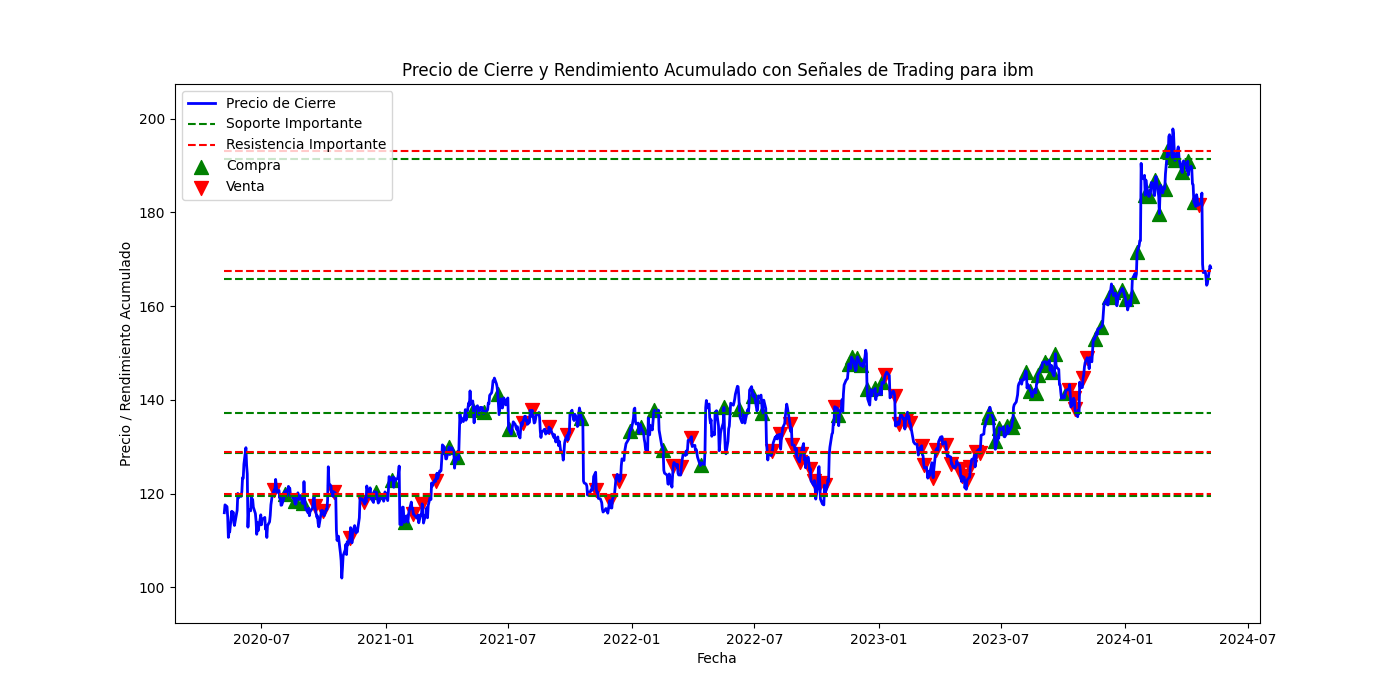 Precio de Cierre y Rendimiento Acumulado con Señales de Trading para ibm
Precio de Cierre
Soporte Importante
Resistencia Importante
Compra
Venta
Precio / Rendimiento Acumulado
200
180
160
140
120
100
2020-07
2021-01
2021-07
2022-01
2022-07
2023-01
2023-07
2024-01
2024-07
Fecha